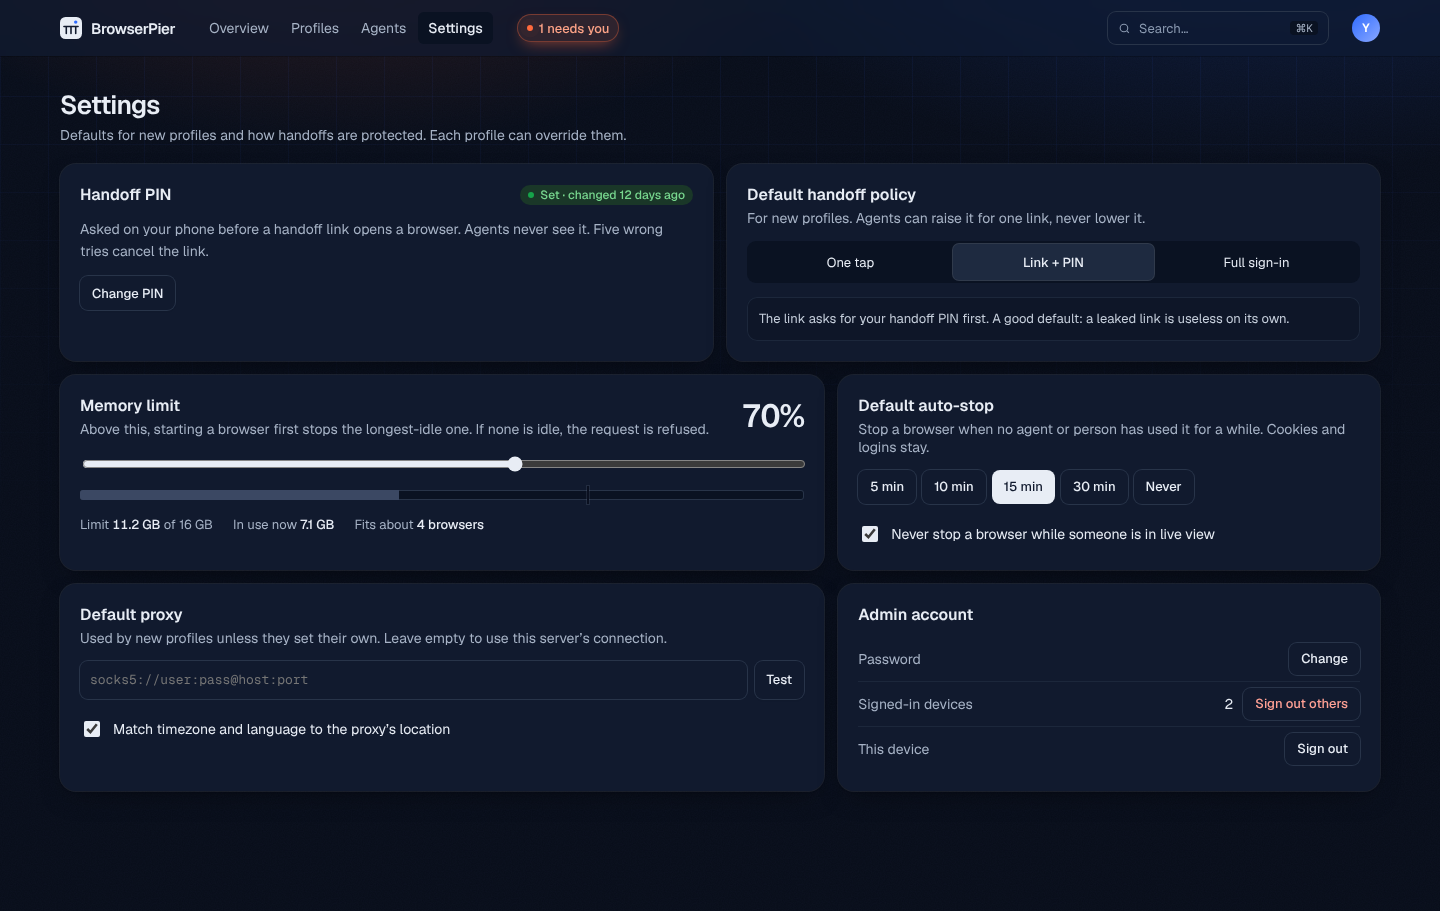 BrowserPier
Overview
Profiles
Agents
Settings
1 needs you
Search...
⌘K
Y
Settings
Defaults for new profiles and how handoffs are protected. Each profile can override them.
Handoff PIN
Set · changed 12 days ago
Asked on your phone before a handoff link opens a browser. Agents never see it. Five wrong
tries cancel the link.
Change PIN
Default handoff policy
For new profiles. Agents can raise it for one link, never lower it.
One tap
Link + PIN
Full sign-in
The link asks for your handoff PIN first. A good default: a leaked link is useless on its own.
Memory limit
70%
Above this, starting a browser first stops the longest-idle one. If none is idle, the request is refused.
Limit 11.2 GB of 16 GB
In use now 7.1 GB
Fits about 4 browsers
Default auto-stop
Stop a browser when no agent or person has used it for a while. Cookies and
logins stay.
5 min
10 min
15 min
30 min
Never
Never stop a browser while someone is in live view
Default proxy
Used by new profiles unless they set their own. Leave empty to use this server’s connection.
socks5://user:pass@host:port
Test
Match timezone and language to the proxy’s location
Admin account
Password
Change
Signed-in devices
2
Sign out others
This device
Sign out